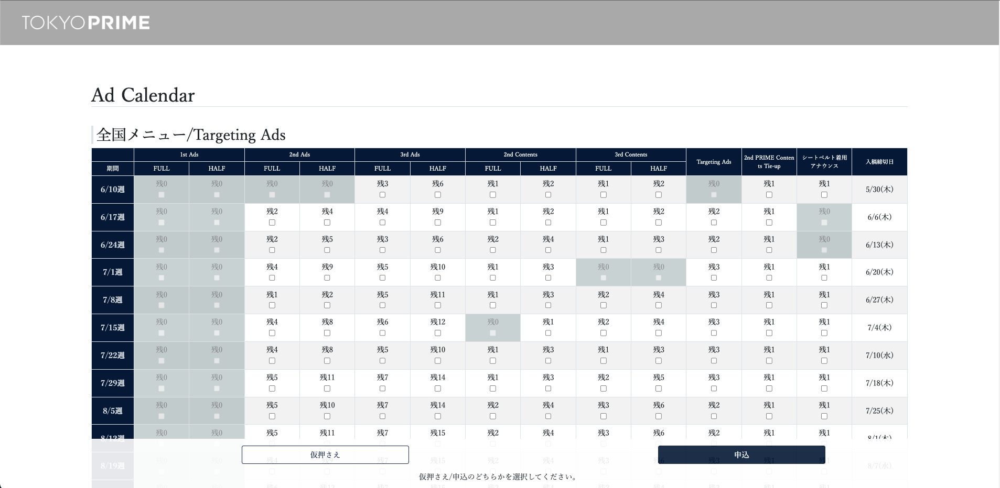 TOKYOPRIME
Ad Calendar
全国メニュー/Targeting Ads
1st Ads 2nd Ads 3rd Ads 2nd Contents 3rd Contents Targeting Ads 2nd PRIME Conten シートベルト着用 入稿締切日
ts Tie-up アナウンス
期間 FULL HALF FULL HALF FULL HALF FULL HALF FULL HALF
6/10週 残0 残0 残0 残0 残3 残6 残1 残2 残1 残2 残0 残1 残1 5/30(木)
6/17週 残0 残0 残2 残4 残4 残9 残1 残2 残1 残2 残2 残1 残0 6/6(木)
6/24週 残0 残0 残2 残5 残3 残6 残2 残4 残1 残3 残2 残1 残0 6/13(木)
7/1週 残0 残0 残4 残9 残5 残10 残1 残3 残0 残0 残3 残1 残1 6/20(木)
7/8週 残0 残0 残1 残2 残5 残11 残1 残3 残2 残4 残3 残1 残1 6/27(木)
7/15週 残0 残0 残4 残8 残6 残12 残0 残1 残2 残4 残3 残1 残1 7/4(木)
7/22週 残0 残0 残4 残8 残5 残10 残1 残3 残1 残3 残3 残1 残1 7/10(水)
7/29週 残0 残0 残5 残11 残7 残14 残1 残3 残2 残5 残3 残1 残1 7/18(木)
8/5週 残0 残0 残5 残10 残7 残14 残2 残4 残3 残6 残2 残1 残1 7/25(木)
8/12週 残0 残0 残5 残11 残7 残15 残2 残4 残3 残6 残2 残1 残1 8/1(木)
8/19週 残4 残9 残7 残15 残2 残4 残3 残3 残1 8/7(水)
仮押さえ 申込
仮押さえ/申込のどちらかを選択してください。